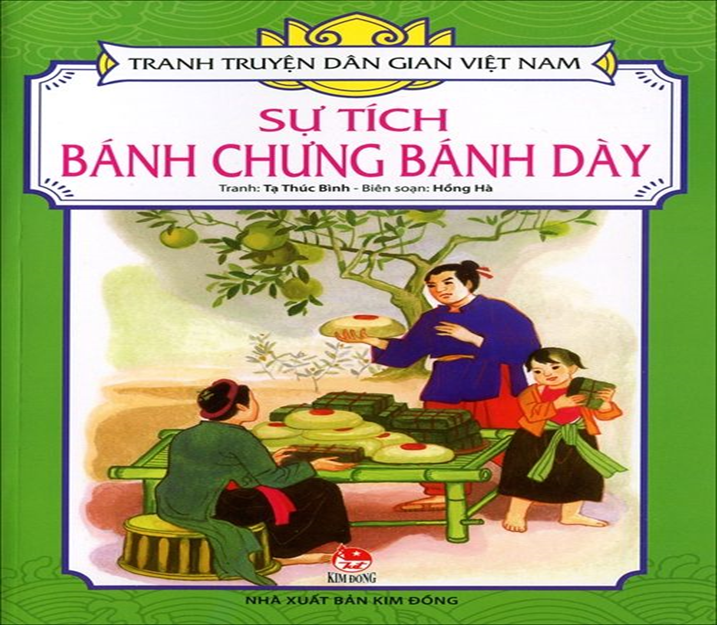 TRANH TRUYỆN DÂN GIAN VIỆT NAM
SỰ TÍCH
BÁNH CHƯNG BÁNH DÀY
Tranh: Tạ Thúc Bình - Biên soạn: Hồng Hà
KIM ĐỒNG
NHÀ XUẤT BẢN KIM ĐỒNG